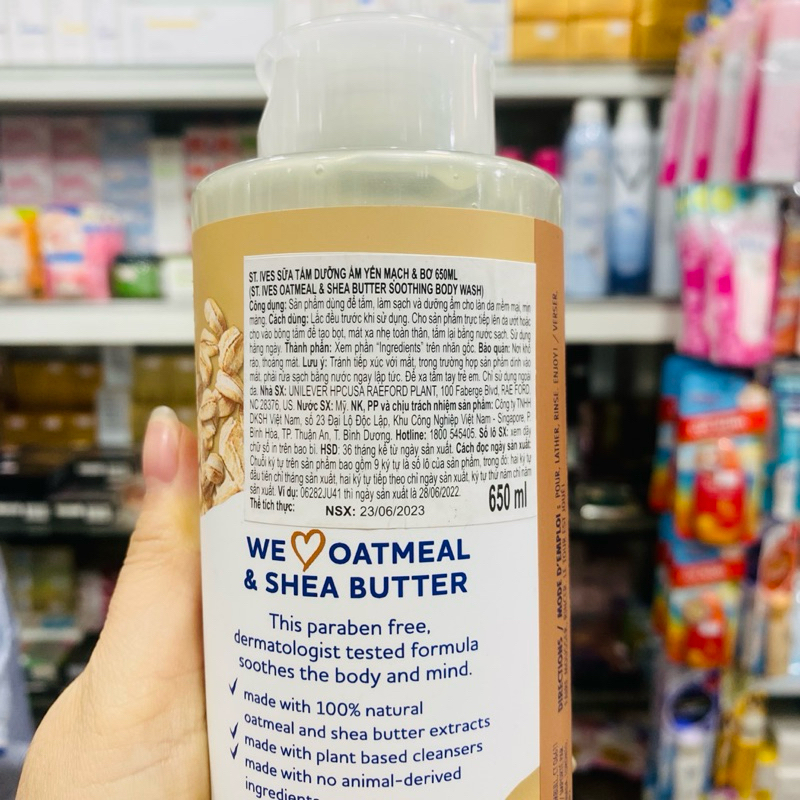 ST. IVES SỮA TẮM DƯỠNG ẨM YẾN MẠCH & BƠ 650ML
(ST. IVES OATMEAL & SHEA BUTTER SOOTHING BODY WASH)
Công dụng: Sản phẩm dùng để tắm, làm sạch và dưỡng ẩm cho làn da mềm mại, mịn
màng. Cách dùng: Lắc đều trước khi sử dụng. Cho sản phẩm trực tiếp lên da ướt hoặc
cho vào bông tắm để tạo bọt, mát xa nhẹ toàn thân, tắm lại bằng nước sạch. Sử dụng
hằng ngày. Thành phần: Xem phần "Ingredients" trên nhãn gốc. Bảo quản: Nơi khô
ráo, thoáng mát. Lưu ý: Tránh tiếp xúc với mắt, trong trường hợp sản phẩm dính vào
mắt, phải rửa sạch bằng nước ngay lập tức. Để xa tầm tay trẻ em. Chỉ sử dụng ngoài
da. Nhà SX: UNILEVER HPCUSA RAEFORD PLANT, 100 Faberge Blvd, RAE FORD,
NC 28376, US. Nước SX: Mỹ. NK, PP và chịu trách nhiệm sản phẩm: Công ty TNHH
DKSH Việt Nam, số 23 Đại Lộ Độc Lập, Khu Công Nghiệp Việt Nam - Singapore, P.
Bình Hòa, TP. Thuận An, T. Bình Dương. Hotline: 1800 545405. Số lô SX: xem dãy
chữ số in trên bao bì. HSD: 36 tháng kể từ ngày sản xuất. Cách đọc ngày sản xuất:
Chuỗi ký tự trên sản phẩm bao gồm 9 ký tự là số lô của sản phẩm, trong đó: hai ký tự
đầu tiên chỉ tháng sản xuất, hai ký tự tiếp theo chỉ ngày sản xuất, ký tự thứ năm chỉ năm
sản xuất. Ví dụ: 06282JU41 thì ngày sản xuất là 28/06/2022.
Thể tích thực: 650 ml
NSX: 23/06/2023
WE OATMEAL
& SHEA BUTTER
This paraben free,
dermatologist tested formula
soothes the body and mind.
made with 100% natural
oatmeal and shea butter extracts
made with plant based cleansers
made with no animal-derived
ingredients
DIRECTIONS / MODE D'EMPLOI : POUR, LATHER, RINSE, ENJOY! / VERSER,